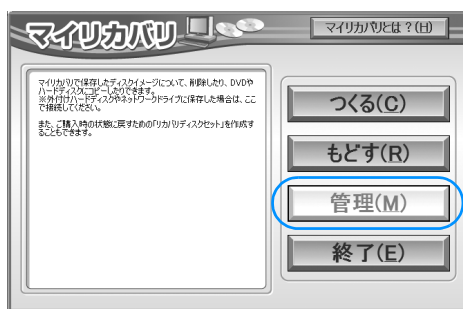 マイリカバリ
マイリカバリとは？(H)
マイリカバリで保存したディスクイメージについて、削除したり、DVDや
ハードディスクにコピーしたりできます。
※外付けハードディスクやネットワークドライブに保存した場合は、ここ
で接続してください。
また、ご購入時の状態に戻すための「リカバリディスクセット」を作成す
ることもできます。
つくる(C)
もどす(R)
管理(M)
終了(E)